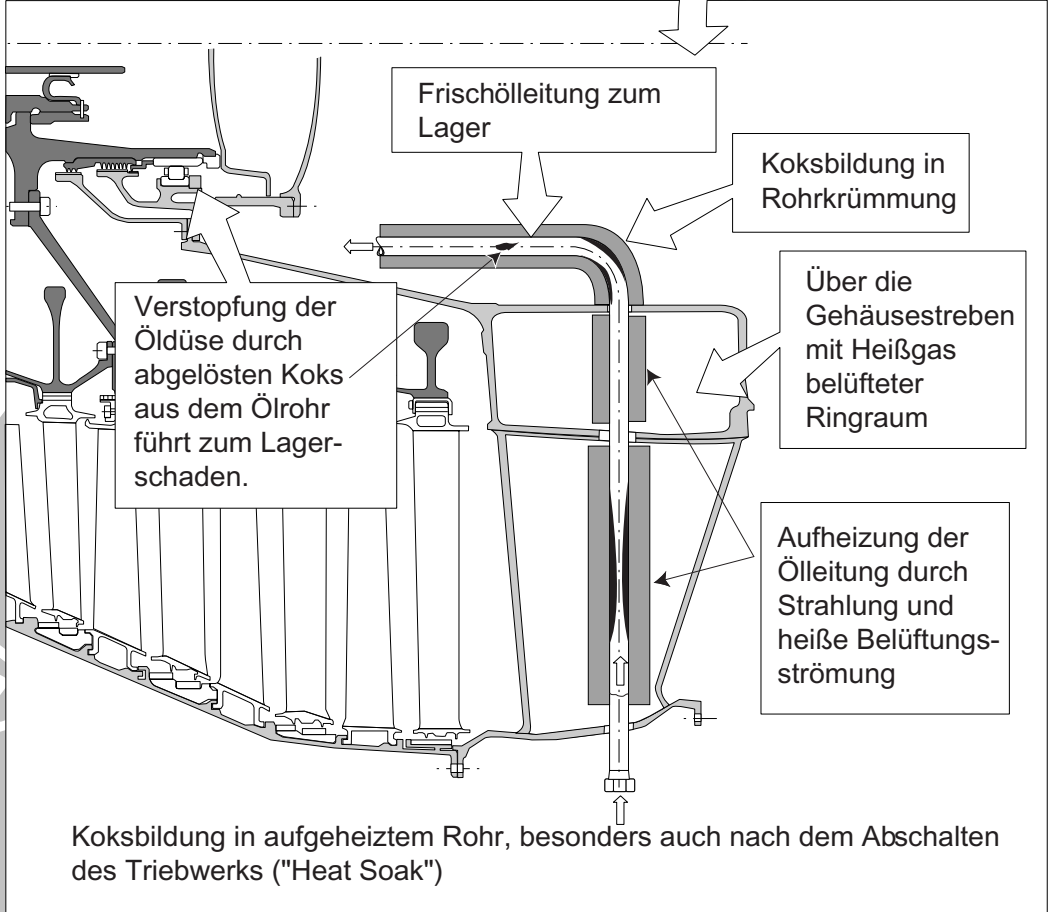 Frischölleitung zum
Lager
Koksbildung in
Rohrkrümmung
Über die
Gehäusestreben
mit Heißgas
belüfteter
Ringraum
Verstopfung der
Öldüse durch
abgelösten Koks
aus dem Ölrohr
führt zum Lager-
schaden.
Aufheizung der
Ölleitung durch
Strahlung und
heiße Belüftungs-
strömung
Koksbildung in aufgeheiztem Rohr, besonders auch nach dem Abschalten
des Triebwerks ("Heat Soak")